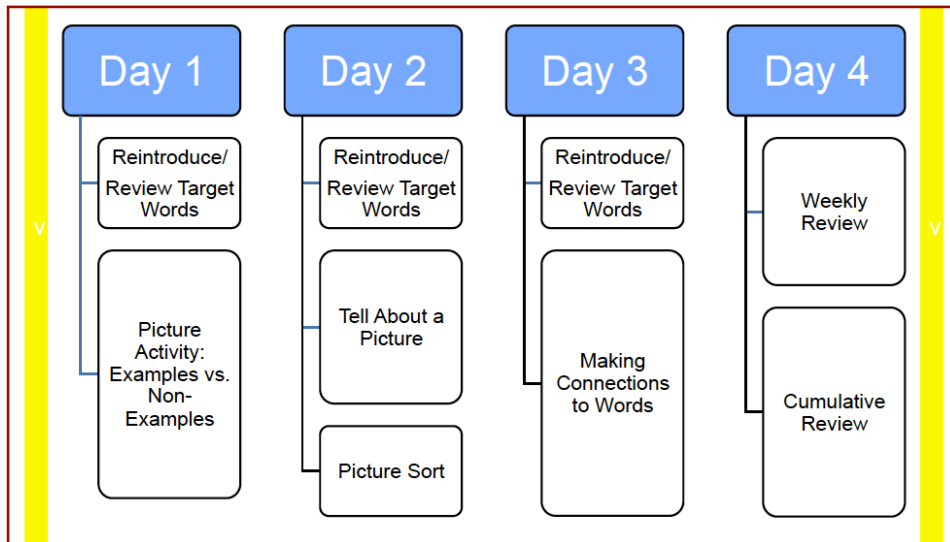 Day 1
Reintroduce/
Review Target
Words
Picture
Activity:
Examples vs.
Non-
Examples
Day 2
Reintroduce/
Review Target
Words
Tell About a
Picture
Picture Sort
Day 3
Reintroduce/
Review Target
Words
Making
Connections
to Words
Day 4
Weekly
Review
Cumulative
Review
v
v